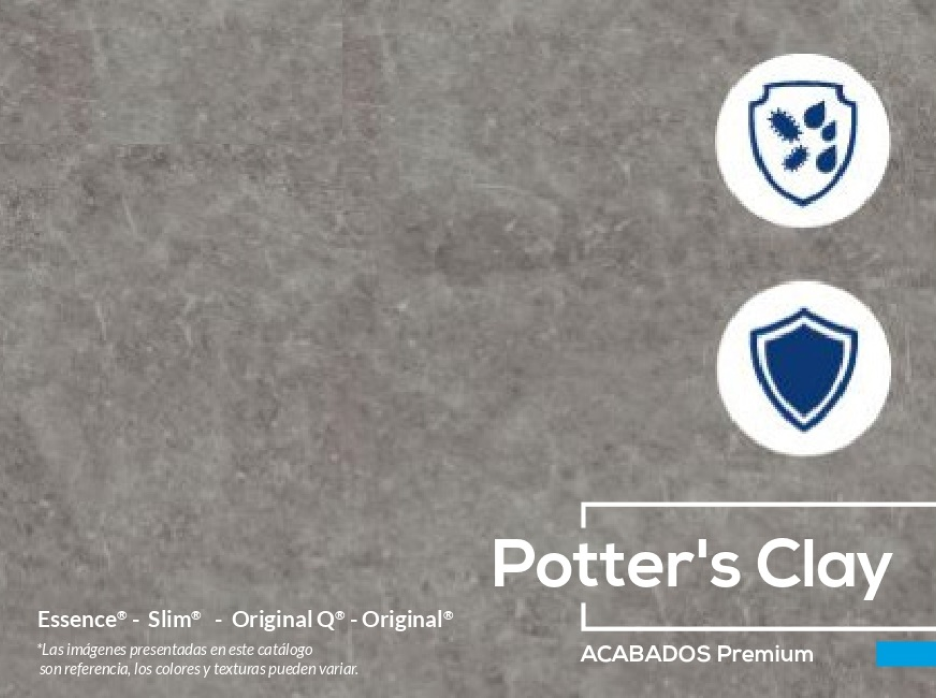 Potter's Clay
Essence® - Slim® - Original Q® - Original®
*Las imágenes presentadas en este catálogo
son referencia, los colores y texturas pueden variar.
ACABADOS Premium